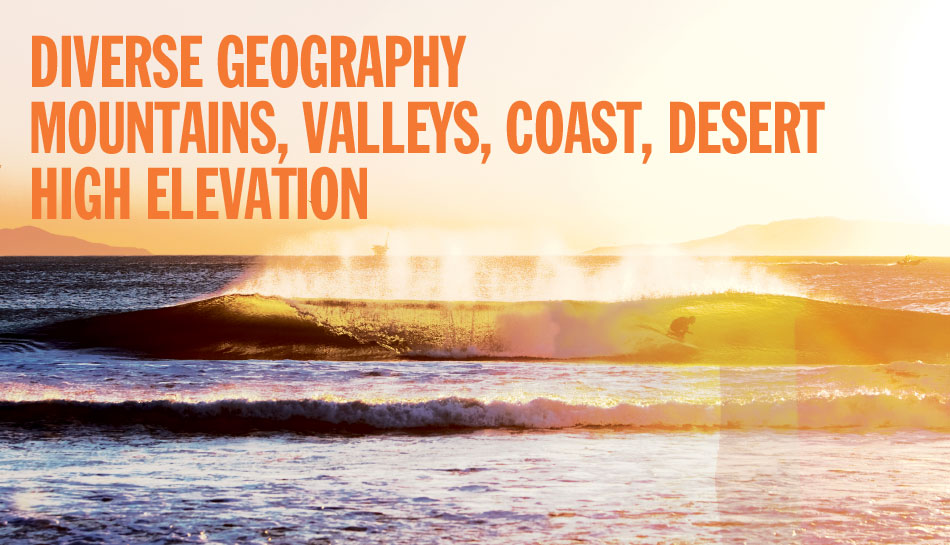 DIVERSE GEOGRAPHY
MOUNTAINS, VALLEYS, COAST, DESERT
HIGH ELEVATION